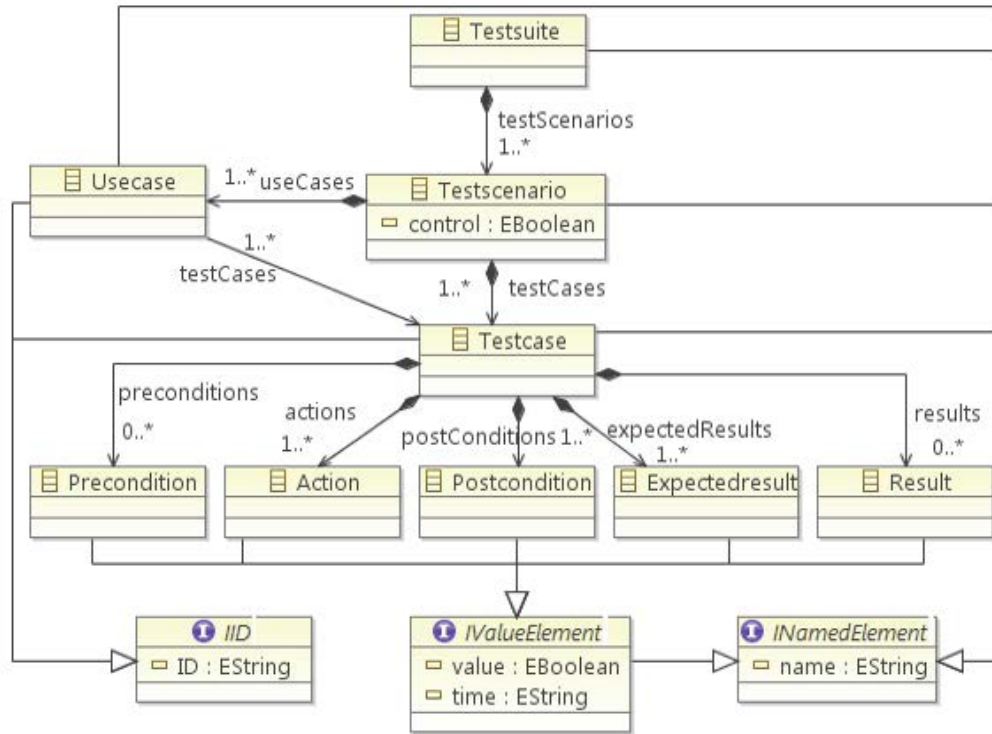 Testsuite
testScenarios
1..*
Usecase
1..*
useCases
Testscenario
control : EBoolean
1..*
testCases
1..*
testCases
Testcase
preconditions
0..*
actions
1..*
postConditions
1..*
expectedResults
1..*
results
0..*
Precondition
Action
Postcondition
Expectedresult
Result
I IID
ID : EString
I IValueElement
value : EBoolean
time : EString
I INamedElement
name : EString